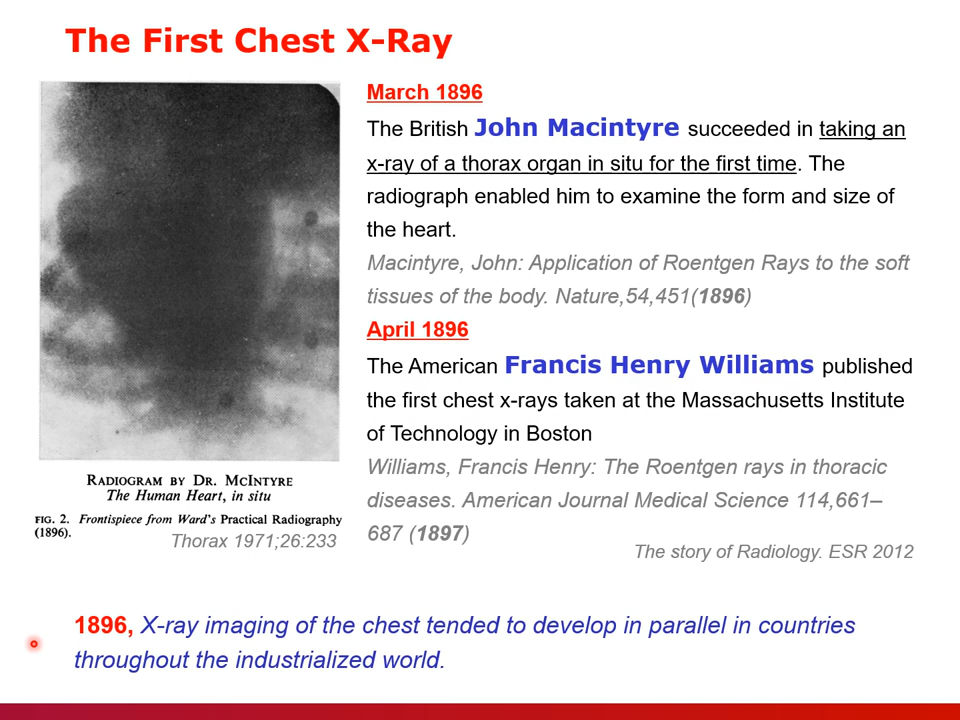 The First Chest X-Ray
March 1896
The British John Macintyre succeeded in taking an
x-ray of a thorax organ in situ for the first time. The
radiograph enabled him to examine the form and size of
the heart.
Macintyre, John: Application of Roentgen Rays to the soft
tissues of the body. Nature,54,451(1896)
April 1896
The American Francis Henry Williams published
the first chest x-rays taken at the Massachusetts Institute
of Technology in Boston
Williams, Francis Henry: The Roentgen rays in thoracic
diseases. American Journal Medical Science 114,661–
687 (1897)
The story of Radiology. ESR 2012
RADIOGRAM BY DR. MCINTYRE
The Human Heart, in situ
FIG. 2. Frontispiece from Ward's Practical Radiography
(1896).
Thorax 1971;26:233
1896, X-ray imaging of the chest tended to develop in parallel in countries
throughout the industrialized world.